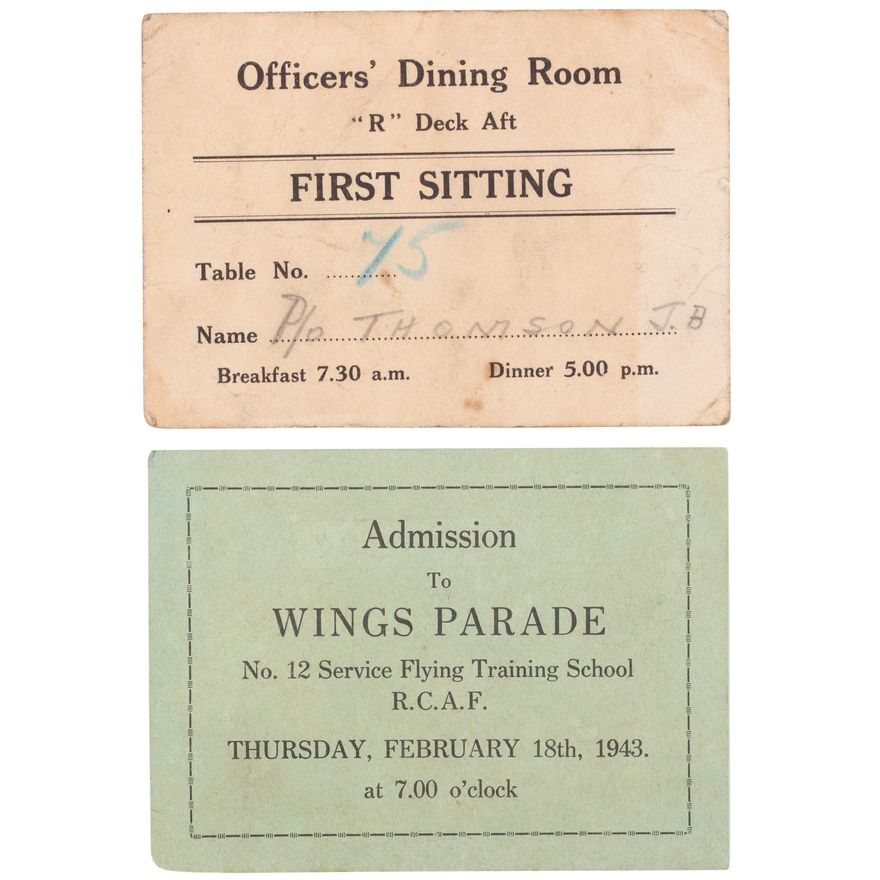 Officers' Dining Room
"R" Deck Aft
FIRST SITTING
Table No. ............ 75
Name P/O THOMSON J.B
Breakfast 7.30 a.m. Dinner 5.00 p.m.
Admission
To
WINGS PARADE
No. 12 Service Flying Training School
R.C.A.F.
THURSDAY, FEBRUARY 18th, 1943.
at 7.00 o'clock